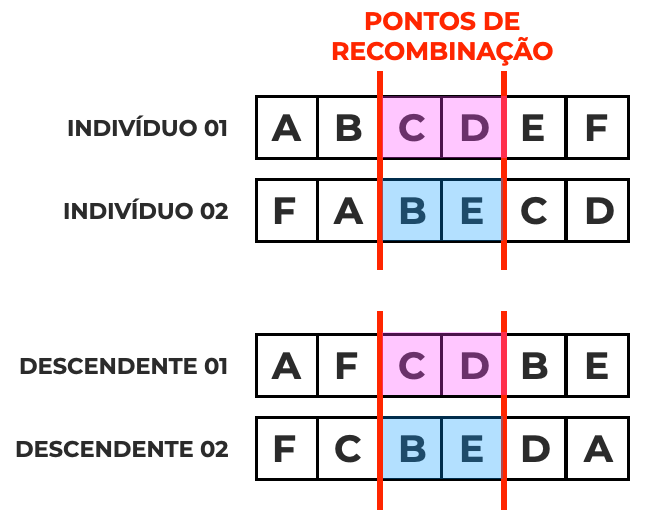 PONTOS DE
RECOMBINAÇÃO
INDIVÍDUO 01 A B C D E F
INDIVÍDUO 02 F A B E C D
DESCENDENTE 01 A F C D B E
DESCENDENTE 02 F C B E D A